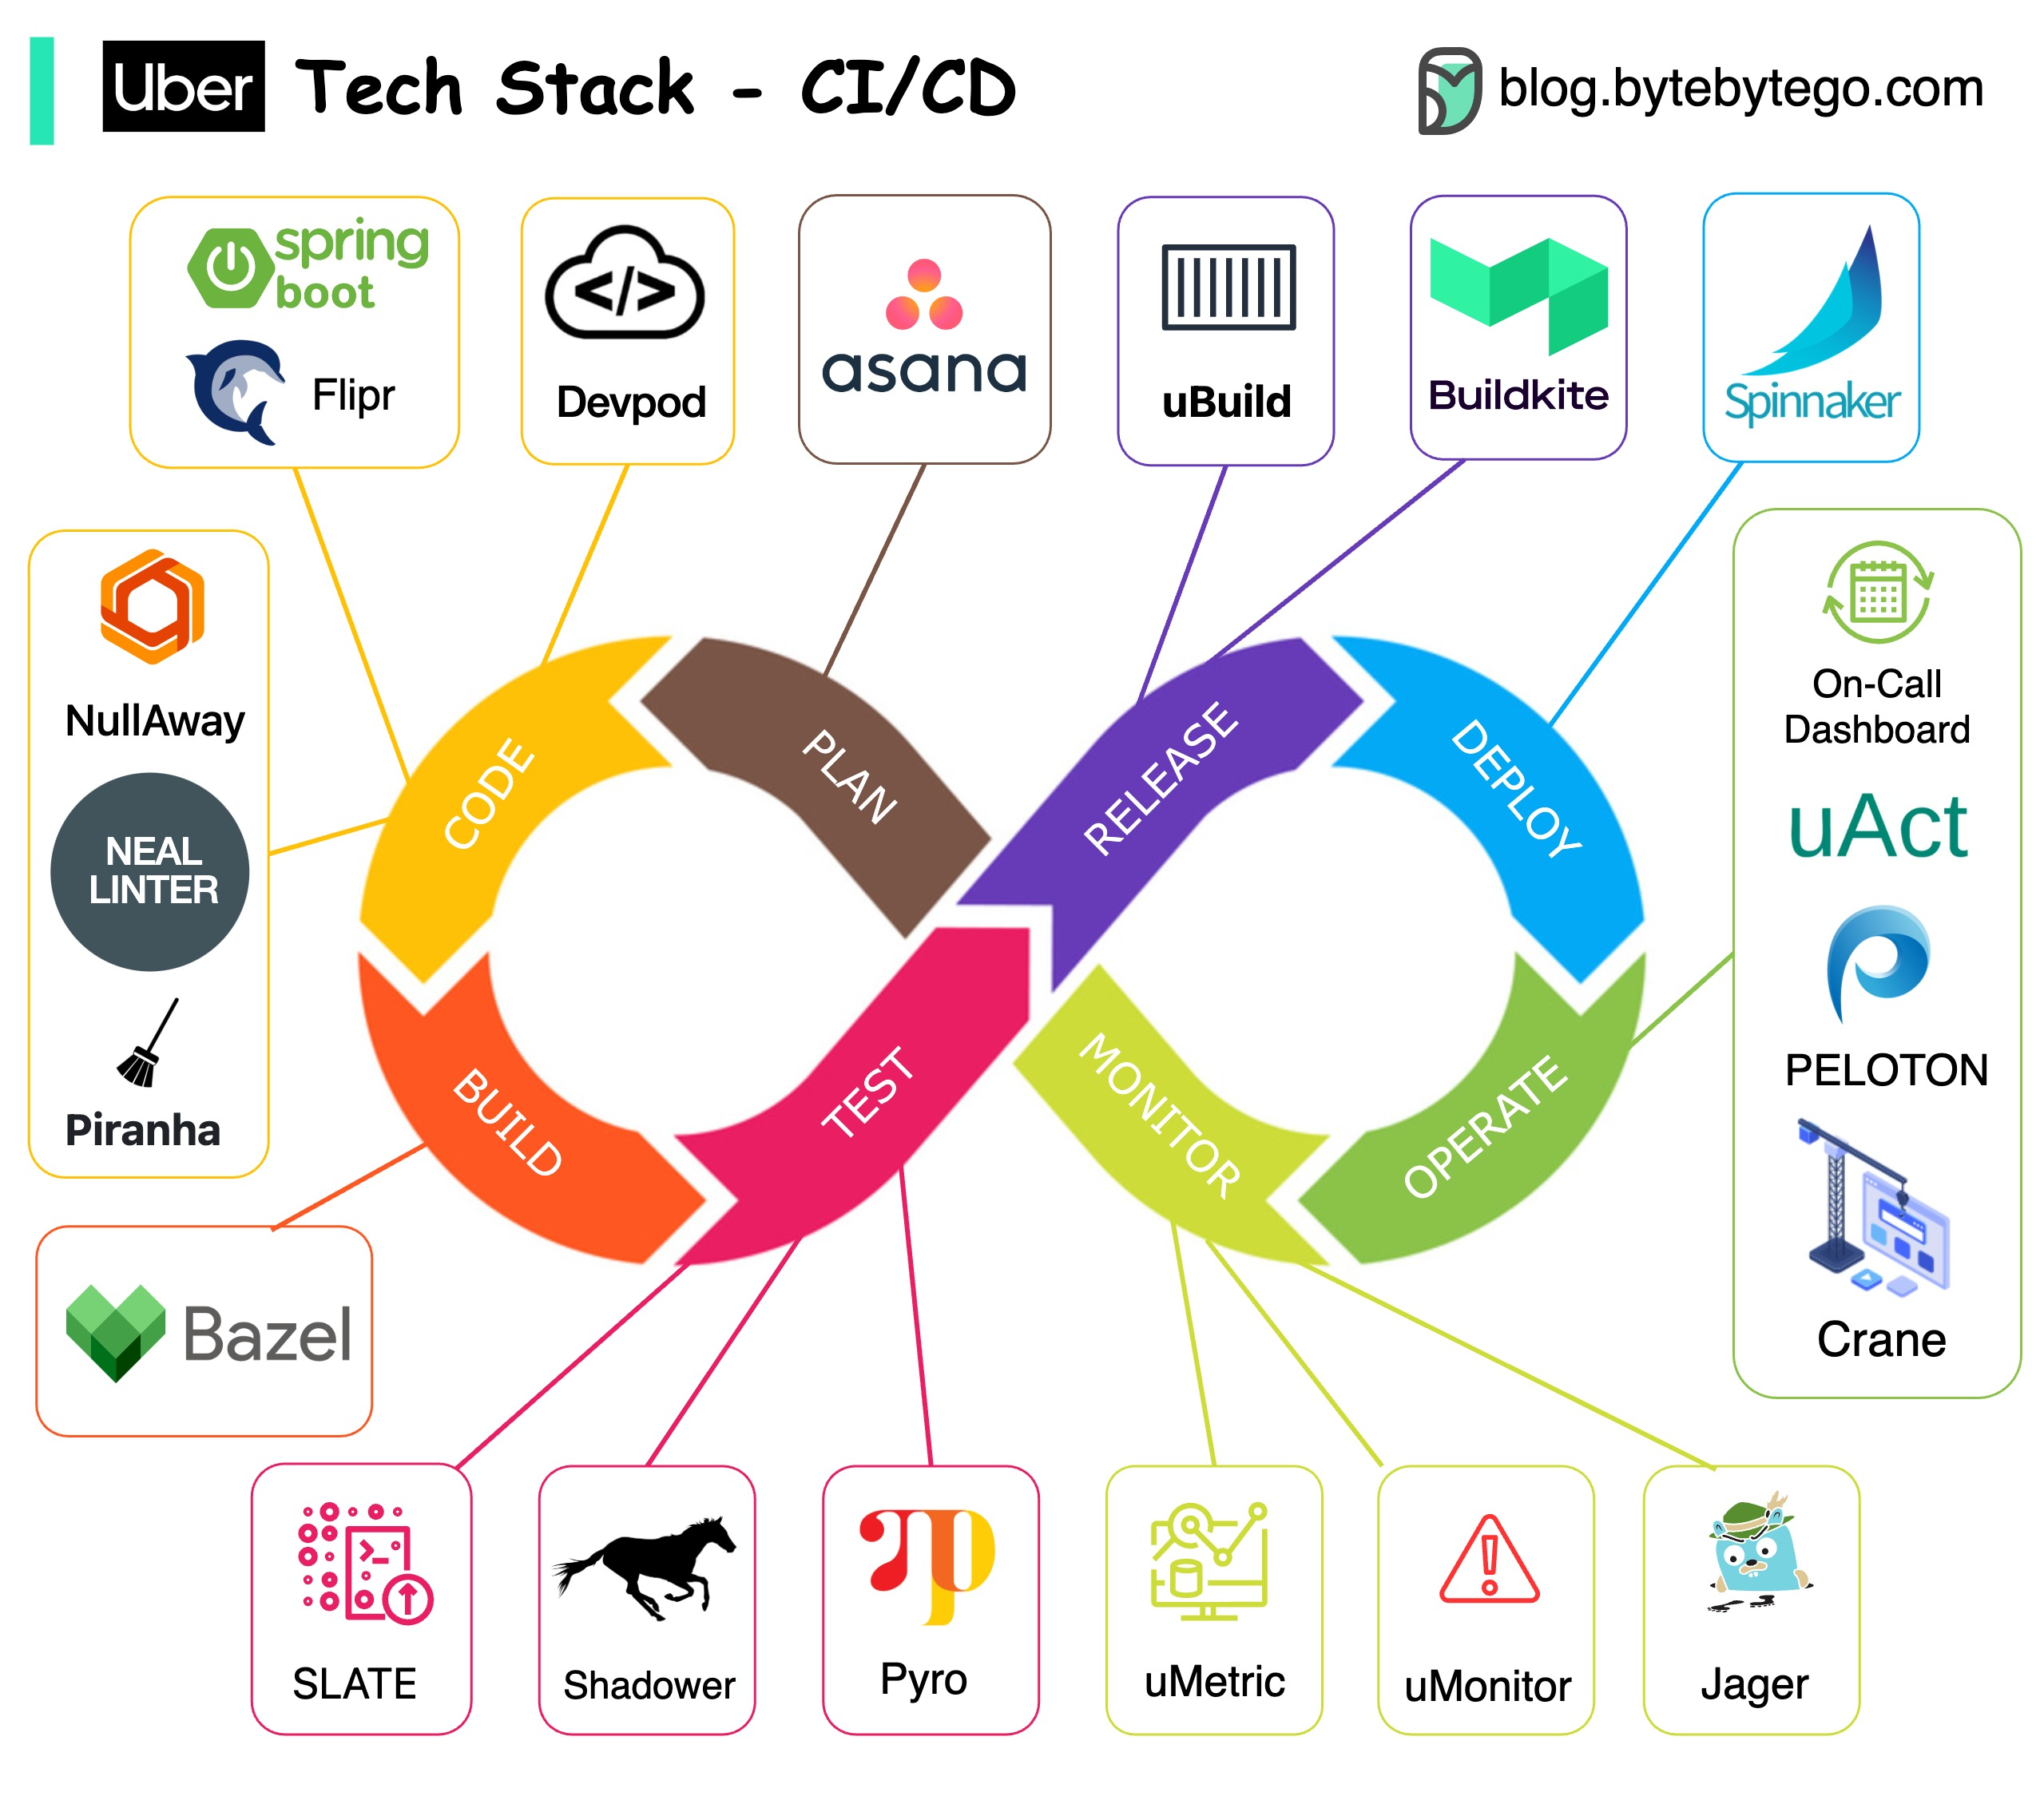 Uber Tech Stack - CI/CD
blog.bytebytego.com
spring
boot
Flipr
Devpod
asana
uBuild
Buildkite
Spinnaker
NullAway
NEAL
LINTER
Piranha
On-Call
Dashboard
uAct
PELOTON
Crane
CODE
PLAN
RELEASE
DEPLOY
BUILD
TEST
MONITOR
OPERATE
Bazel
SLATE
Shadower
Pyro
uMetric
uMonitor
Jager